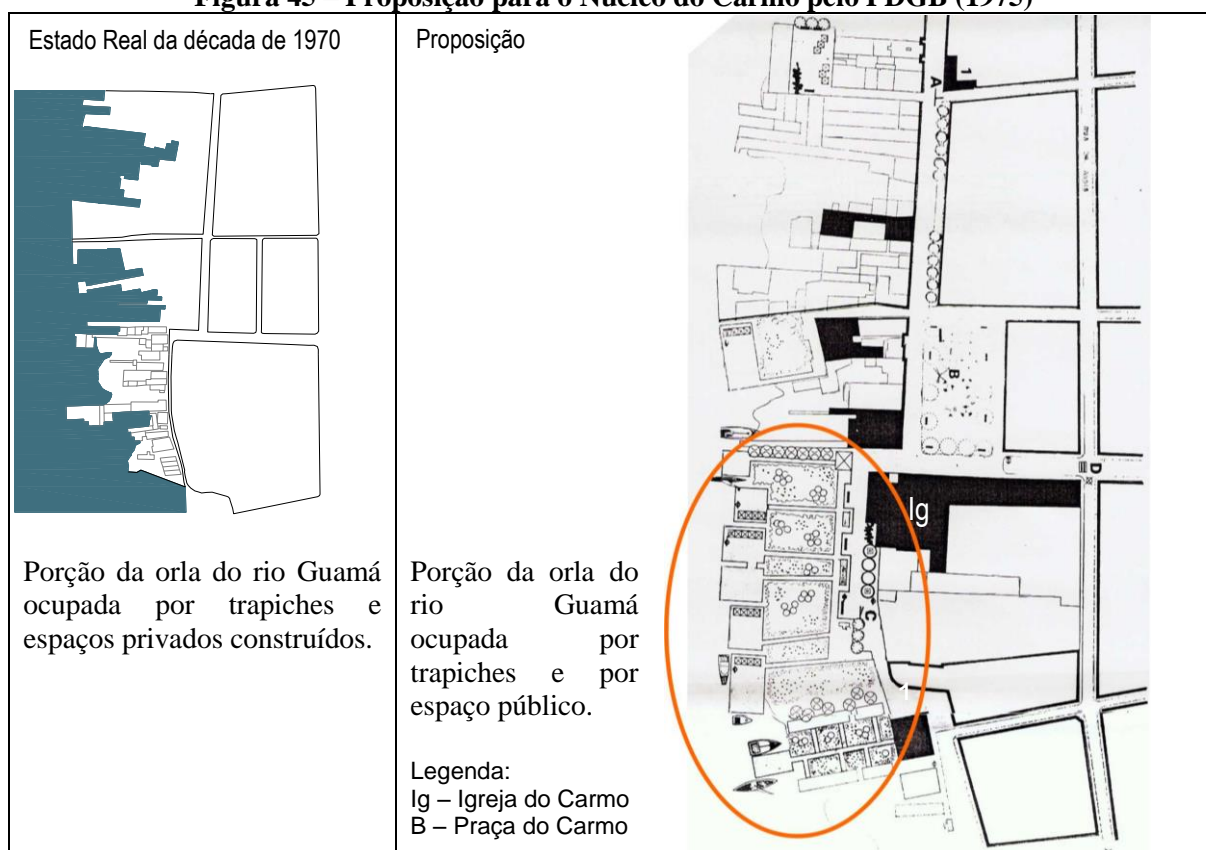 Figura 45 – Proposição para o Núcleo do Carmo pelo PDGB (1975)
Estado Real da década de 1970
Porção da orla do rio Guamá
ocupada por trapiches e
espaços privados construídos.
Proposição
Porção da orla do
rio Guamá
ocupada por
trapiches e por
espaço público.
Legenda:
Ig – Igreja do Carmo
B – Praça do Carmo
1
A
I
B
D
Ig
C
1